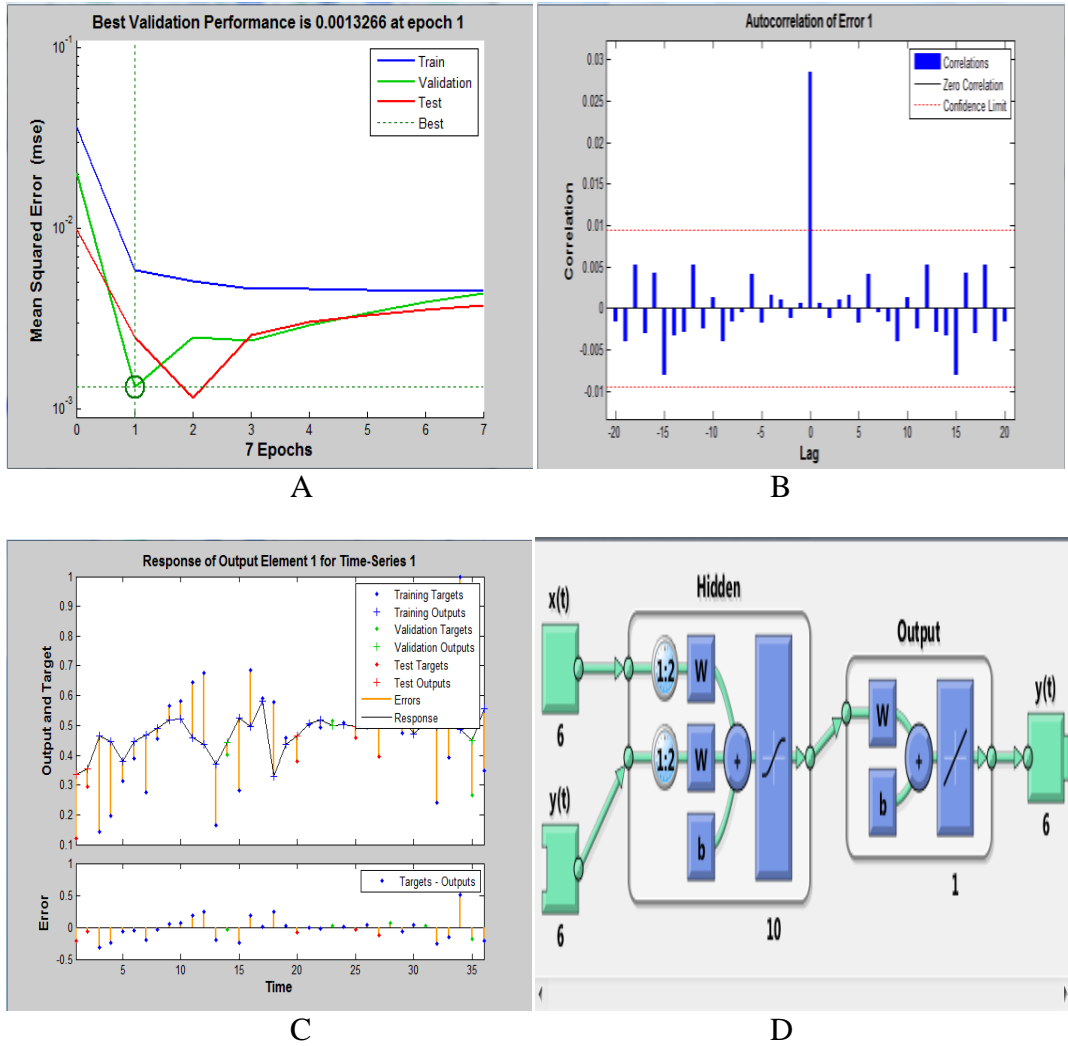 Best Validation Performance is 0.0013266 at epoch 1
10^-1
10^-2
10^-3
Mean Squared Error (mse)
Train
Validation
Test
Best
0 1 2 3 4 5 6 7
7 Epochs
A
Autocorrelation of Error 1
0.03
0.025
0.02
0.015
0.01
0.005
0
-0.005
-0.01
Correlation
Correlations
Zero Correlation
Confidence Limit
-20 -15 -10 -5 0 5 10 15 20
Lag
B
Response of Output Element 1 for Time-Series 1
1
0.9
0.8
0.7
0.6
0.5
0.4
0.3
0.2
0.1
Output and Target
Training Targets
Training Outputs
Validation Targets
Validation Outputs
Test Targets
Test Outputs
Errors
Response
1
0.5
0
-0.5
Error
Targets - Outputs
5 10 15 20 25 30 35
Time
C
Hidden
Output
x(t)
6
y(t)
6
1:2
W
1:2
W
b
+
10
W
b
+
1
y(t)
6
D